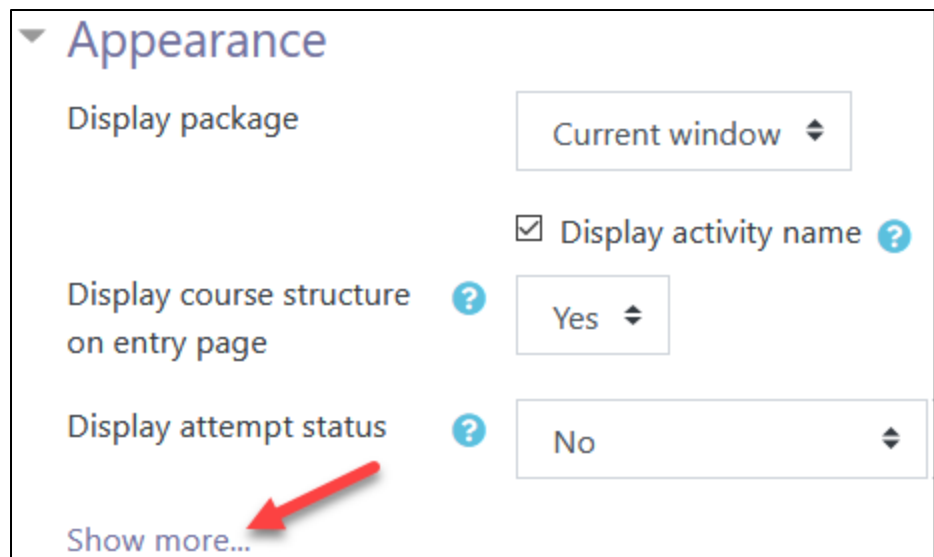 Appearance
Display package
Current window
Display activity name ?
Display course structure ? Yes
on entry page
Display attempt status ? No
Show more...